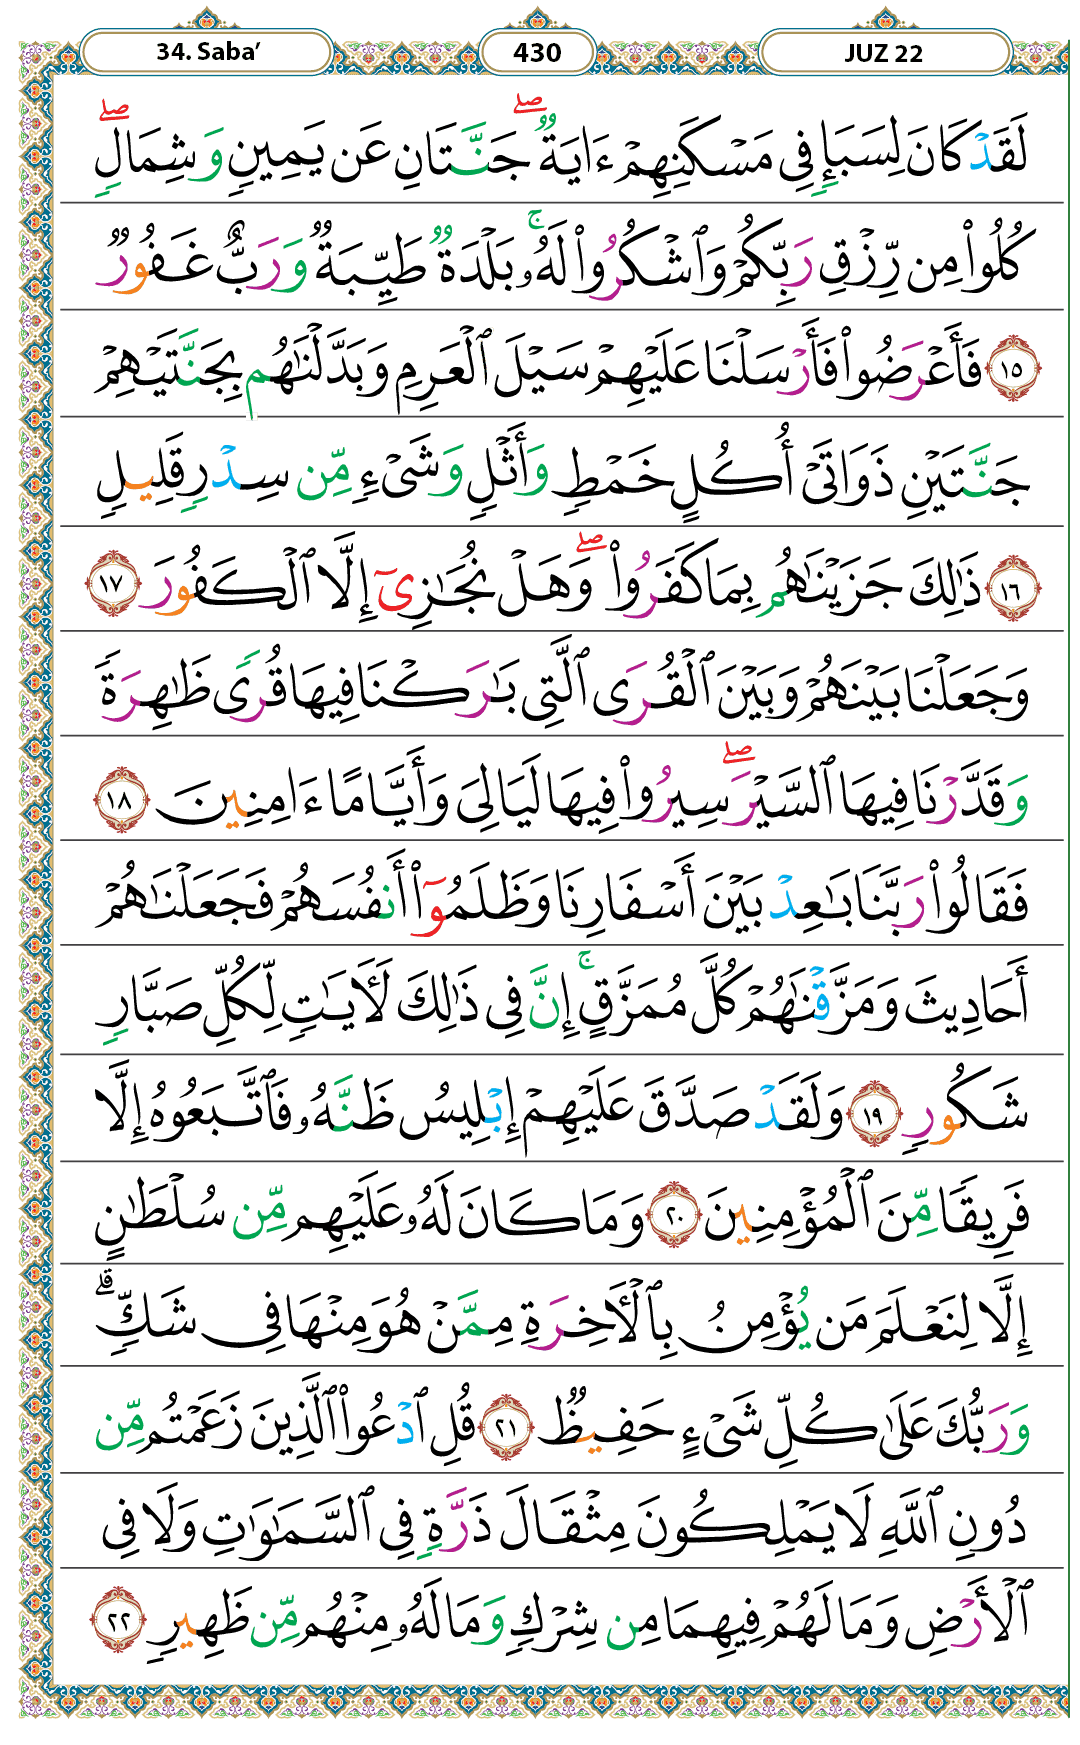 34. Saba’ 430 JUZ 22
لَقَدْ كَانَ لِسَبَإٍ فِي مَسْكَنِهِمْ ءَايَةٌ ۖ جَنَّتَانِ عَن يَمِينٍ وَشِمَالٍ ۖ
كُلُوا۟ مِن رِّزْقِ رَبِّكُمْ وَٱشْكُرُوا۟ لَهُۥ ۚ بَلْدَةٌ طَيِّبَةٌ وَرَبٌّ غَفُورٌ
١٥ فَأَعْرَضُوا۟ فَأَرْسَلْنَا عَلَيْهِمْ سَيْلَ ٱلْعَرِمِ وَبَدَّلْنَٰهُم بِجَنَّتَيْهِمْ
جَنَّتَيْنِ ذَوَاتَىْ أُكُلٍ خَمْطٍ وَأَثْلٍ وَشَىْءٍ مِّن سِدْرٍ قَلِيلٍ
١٦ ذَٰلِكَ جَزَيْنَٰهُم بِمَا كَفَرُوا۟ ۖ وَهَلْ نُجَٰزِىٓ إِلَّا ٱلْكَفُورَ ١٧
وَجَعَلْنَا بَيْنَهُمْ وَبَيْنَ ٱلْقُرَى ٱلَّتِى بَٰرَكْنَا فِيهَا قُرًى ظَٰهِرَةً
وَقَدَّرْنَا فِيهَا ٱلسَّيْرَ ۖ سِيرُوا۟ فِيهَا لَيَالِىَ وَأَيَّامًا ءَامِنِينَ ١٨
فَقَالُوا۟ رَبَّنَا بَٰعِدْ بَيْنَ أَسْفَارِنَا وَظَلَمُوٓا۟ أَنفُسَهُمْ فَجَعَلْنَٰهُمْ
أَحَادِيثَ وَمَزَّقْنَٰهُمْ كُلَّ مُمَزَّقٍ ۚ إِنَّ فِى ذَٰلِكَ لَـَٔايَٰتٍ لِّكُلِّ صَبَّارٍ
شَكُورٍ ١٩ وَلَقَدْ صَدَّقَ عَلَيْهِمْ إِبْلِيسُ ظَنَّهُۥ فَٱتَّبَعُوهُ إِلَّا
فَرِيقًا مِّنَ ٱلْمُؤْمِنِينَ ٢٠ وَمَا كَانَ لَهُۥ عَلَيْهِم مِّن سُلْطَٰنٍ
إِلَّا لِنَعْلَمَ مَن يُؤْمِنُ بِٱلْـَٔاخِرَةِ مِمَّنْ هُوَ مِنْهَا فِى شَكٍّ ۗ
وَرَبُّكَ عَلَىٰ كُلِّ شَىْءٍ حَفِيظٌ ٢١ قُلِ ٱدْعُوا۟ ٱلَّذِينَ زَعَمْتُم مِّن
دُونِ ٱللَّهِ لَا يَمْلِكُونَ مِثْقَالَ ذَرَّةٍ فِى ٱلسَّمَٰوَٰتِ وَلَا فِى
ٱلْأَرْضِ وَمَا لَهُمْ فِيهِمَا مِن شِرْكٍ وَمَا لَهُۥ مِنْهُم مِّن ظَهِيرٍ ٢٢